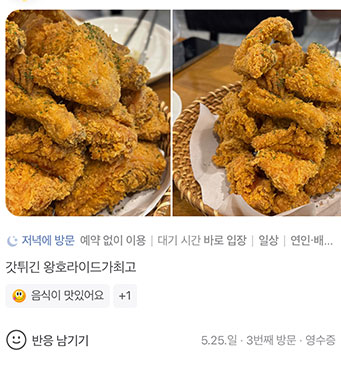 저녁에 방문 예약 없이 이용 | 대기 시간 바로 입장 | 일상 | 연인·배...
갓튀긴 왕호라이드가최고
음식이 맛있어요 +1
반응 남기기 5.25.일 · 3번째 방문 · 영수증